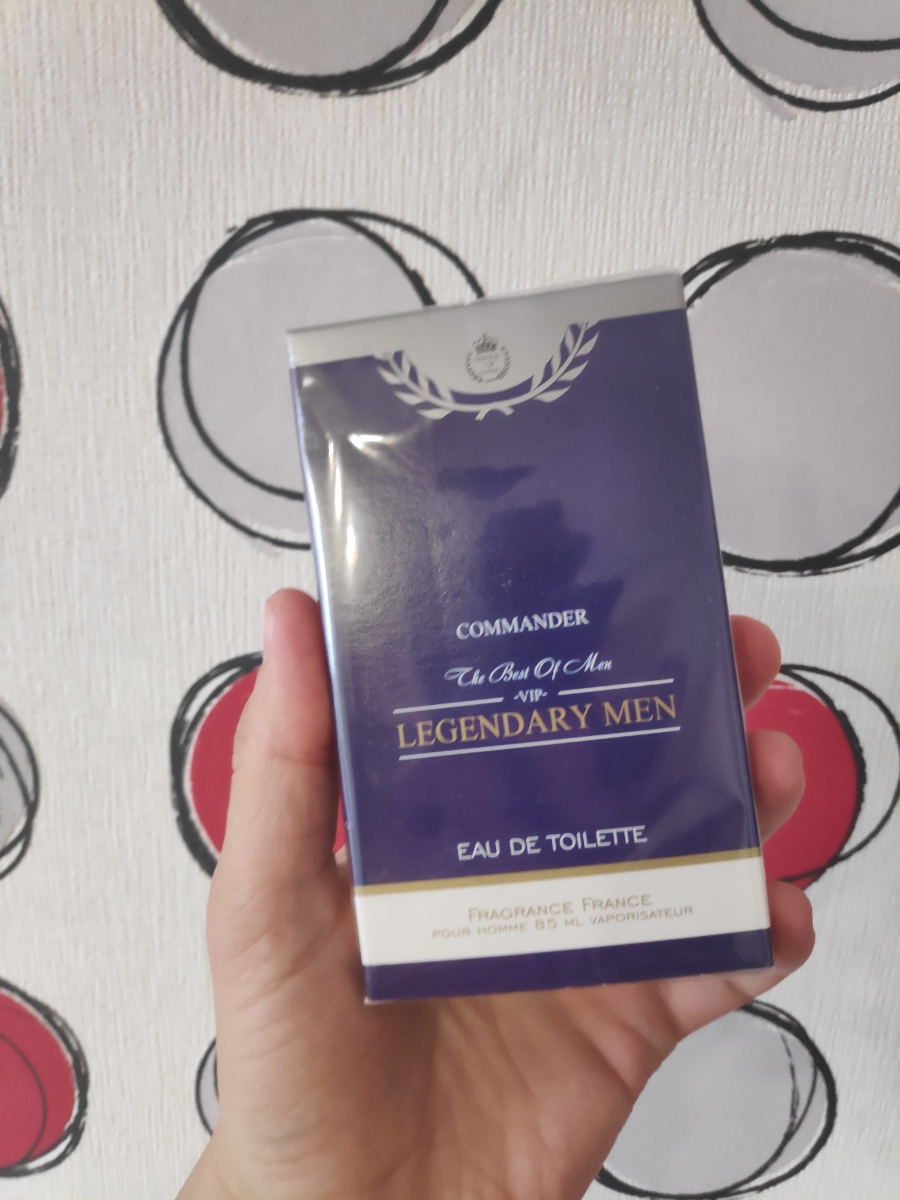 COMMANDER
The Best Of Men
-VIP-
LEGENDARY MEN
EAU DE TOILETTE
FRAGRANCE FRANCE
POUR HOMME 85 ML VAPORISATEUR